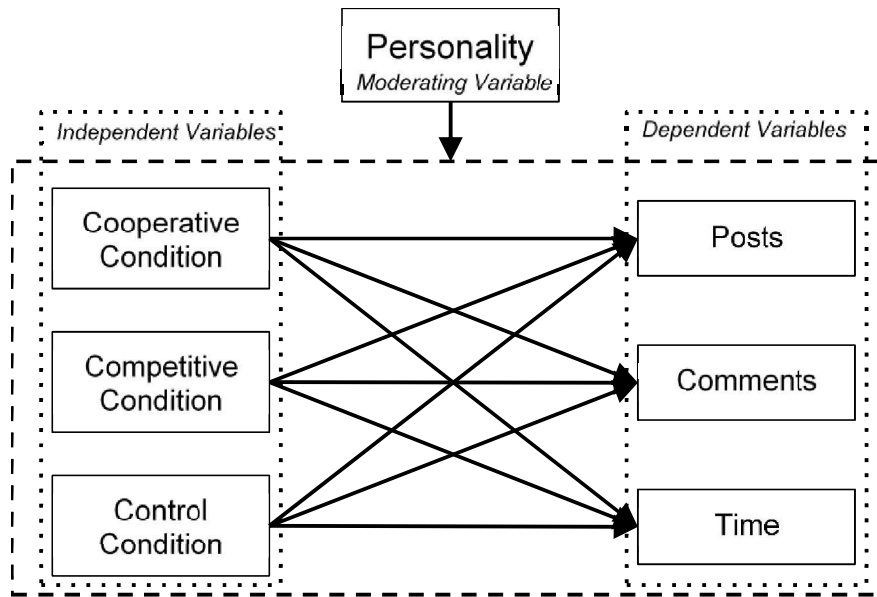 Personality
Moderating Variable
Independent Variables
Dependent Variables
Cooperative
Condition
Posts
Competitive
Condition
Comments
Control
Condition
Time